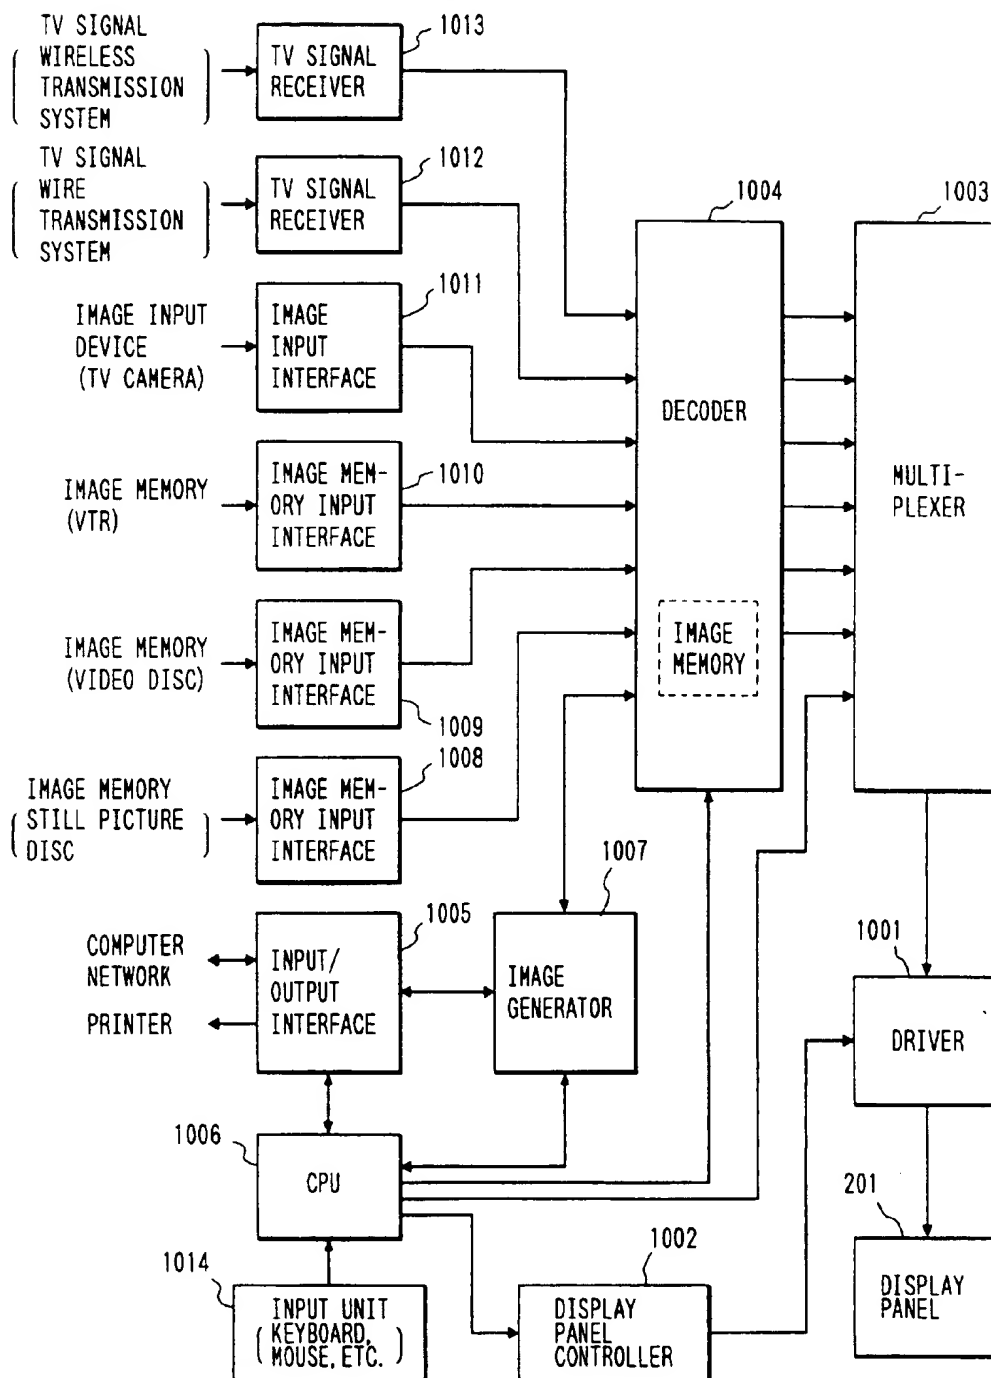 TV SIGNAL
WIRELESS
TRANSMISSION
SYSTEM
TV SIGNAL
RECEIVER
1013
TV SIGNAL
WIRE
TRANSMISSION
SYSTEM
TV SIGNAL
RECEIVER
1012
IMAGE INPUT
DEVICE
(TV CAMERA)
IMAGE
INPUT
INTERFACE
1011
IMAGE MEMORY
(VTR)
IMAGE MEM-
ORY INPUT
INTERFACE
1010
IMAGE MEMORY
(VIDEO DISC)
IMAGE MEM-
ORY INPUT
INTERFACE
1009
IMAGE MEMORY
STILL PICTURE
DISC
IMAGE MEM-
ORY INPUT
INTERFACE
1008
1004
DECODER
IMAGE
MEMORY
1003
MULTI-
PLEXER
COMPUTER
NETWORK
PRINTER
INPUT/
OUTPUT
INTERFACE
1005
1007
IMAGE
GENERATOR
1001
DRIVER
1006
CPU
201
DISPLAY
PANEL
1014
INPUT UNIT
(KEYBOARD,
MOUSE, ETC.)
1002
DISPLAY
PANEL
CONTROLLER